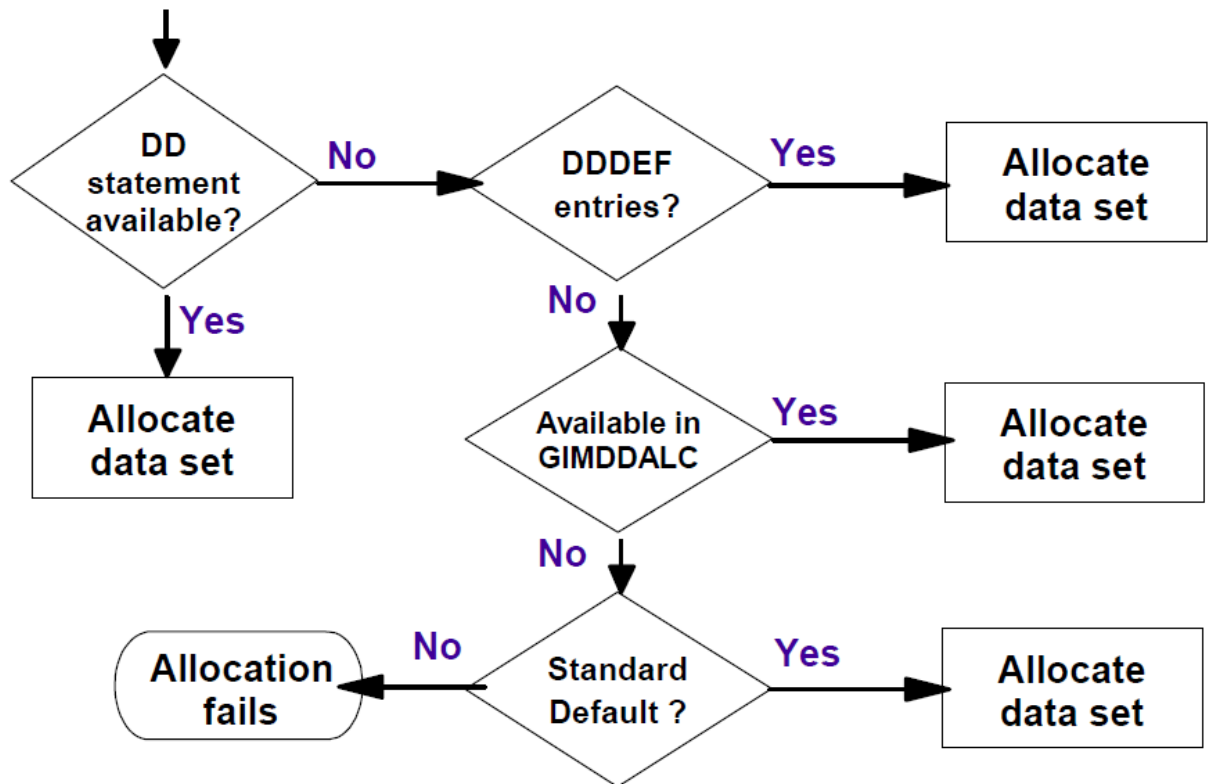 DD
statement
available?
No
DDDEF
entries?
Yes
Allocate
data set
Yes
Allocate
data set
No
Available in
GIMDDALC
Yes
Allocate
data set
No
Standard
Default ?
No
Allocation
fails
Yes
Allocate
data set